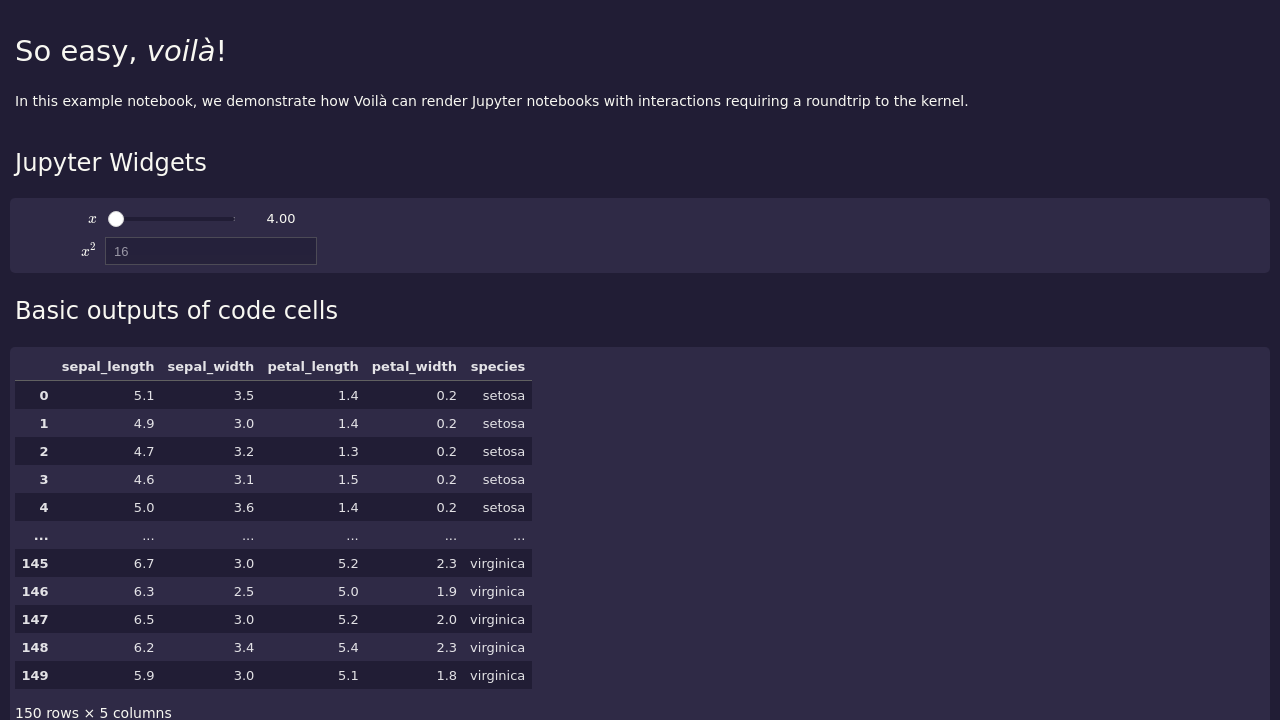 So easy, voilà!
In this example notebook, we demonstrate how Voilà can render Jupyter notebooks with interactions requiring a roundtrip to the kernel.
Jupyter Widgets
x 4.00
x² 16
Basic outputs of code cells
sepal_length sepal_width petal_length petal_width species
0 5.1 3.5 1.4 0.2 setosa
1 4.9 3.0 1.4 0.2 setosa
2 4.7 3.2 1.3 0.2 setosa
3 4.6 3.1 1.5 0.2 setosa
4 5.0 3.6 1.4 0.2 setosa
... ... ... ... ... ...
145 6.7 3.0 5.2 2.3 virginica
146 6.3 2.5 5.0 1.9 virginica
147 6.5 3.0 5.2 2.0 virginica
148 6.2 3.4 5.4 2.3 virginica
149 5.9 3.0 5.1 1.8 virginica
150 rows × 5 columns